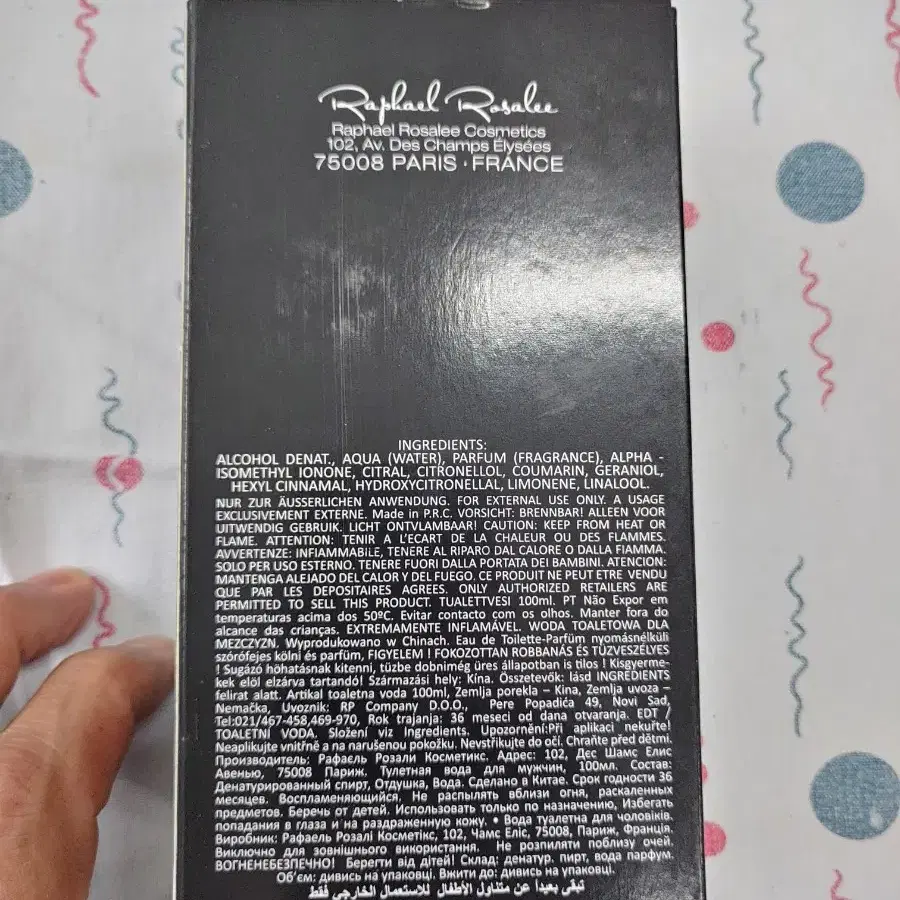 Raphael Rosalee
Raphael Rosalee Cosmetics
102, Av. Des Champs Élysées
75008 PARIS · FRANCE
INGREDIENTS:
ALCOHOL DENAT., AQUA (WATER), PARFUM (FRAGRANCE), ALPHA -
ISOMETHYL IONONE, CITRAL, CITRONELLOL, COUMARIN, GERANIOL,
HEXYL CINNAMAL, HYDROXYCITRONELLAL, LIMONENE, LINALOOL.
NUR ZUR ÄUSSERLICHEN ANWENDUNG. FOR EXTERNAL USE ONLY. A USAGE
EXCLUSIVEMENT EXTERNE. Made in P.R.C. VORSICHT: BRENNBAR! ALLEEN VOOR
UITWENDIG GEBRUIK. LICHT ONTVLAMBAAR! CAUTION: KEEP FROM HEAT OR
FLAME. ATTENTION: TENIR A L'ECART DE LA CHALEUR OU DES FLAMMES.
AVVERTENZE: INFIAMMABILE, TENERE AL RIPARO DAL CALORE O DALLA FIAMMA.
SOLO PER USO ESTERNO. TENERE FUORI DALLA PORTATA DEI BAMBINI. ATENCION:
MANTENGA ALEJADO DEL CALOR Y DEL FUEGO. CE PRODUIT NE PEUT ETRE VENDU
QUE PAR LES DEPOSITAIRES AGREES. ONLY AUTHORIZED RETAILERS ARE
PERMITTED TO SELL THIS PRODUCT. TUALETTVESI 100ml. PT Não Expor em
temperaturas acima dos 50ºC. Evitar contacto com os olhos. Manter fora do
alcance das crianças. EXTREMAMENTE INFLAMÁVEL. WODA TOALETOWA DLA
MEZCZYZN. Wyprodukowano w Chinach. Eau de Toilette-Parfüm nyomásnélküli
szórófejes kölni és parfüm, FIGYELEM ! FOKOZOTTAN ROBBANÁS ÉS TÜZVESZÉLYES
! Sugázó höhatásnak kitenni, tüzbe dobnimég üres állapotban is tilos ! Kisgyerme-
kek elöl elzárva tartandó! Származási hely: Kína. Összetevők: lásd INGREDIENTS
felirat alatt. Artikal toaletna voda 100ml, Zemlja porekla – Kina, Zemlja uvoza –
Nemačka, Uvoznik: RP Company D.O.O., Pere Popadića 49, Novi Sad,
Tel:021/467-458,469-970, Rok trajanja: 36 meseci od dana otvaranja. EDT /
TOALETNÍ VODA. Složení viz Ingredients. Upozornění:Při aplikaci nekuřte!
Neaplikujte vnitřně a na narušenou pokožku. Nevstřikujte do očí. Chraňte před dětmi.
Производитель: Рафаель Розали Косметикс. Адрес: 102, Дес Шамс Елис
Авенью, 75008 Париж, Тулетная вода для мужчин, 100мл. Состав:
Денатурированный спирт, Отдушка, Вода. Сделано в Китае. Срок годности 36
месяцев. Воспламеняющийся. Не распылять вблизи огня, раскаленных
предметов, Беречь от детей. Использовать только по назначению, Избегать
попадания в глаза и на раздраженную кожу. • Вода туалетна для чоловіків.
Виробник: Рафаель Розалі Косметікс, 102, Чамс Еліс, 75008, Париж, Франція.
Виключно для зовнішнього використання. Не розпиляти поблизу очей.
ВОГНЕНЕБЕЗПЕЧНО! Берегти від дітей! Склад: денатур. пирт, вода парфум.
Об'єм: дивись на упаковці. Вжити до: дивись на упаковці.
تبقى بعيداً عن متناول الأطفال للاستعمال الخارجي فقط